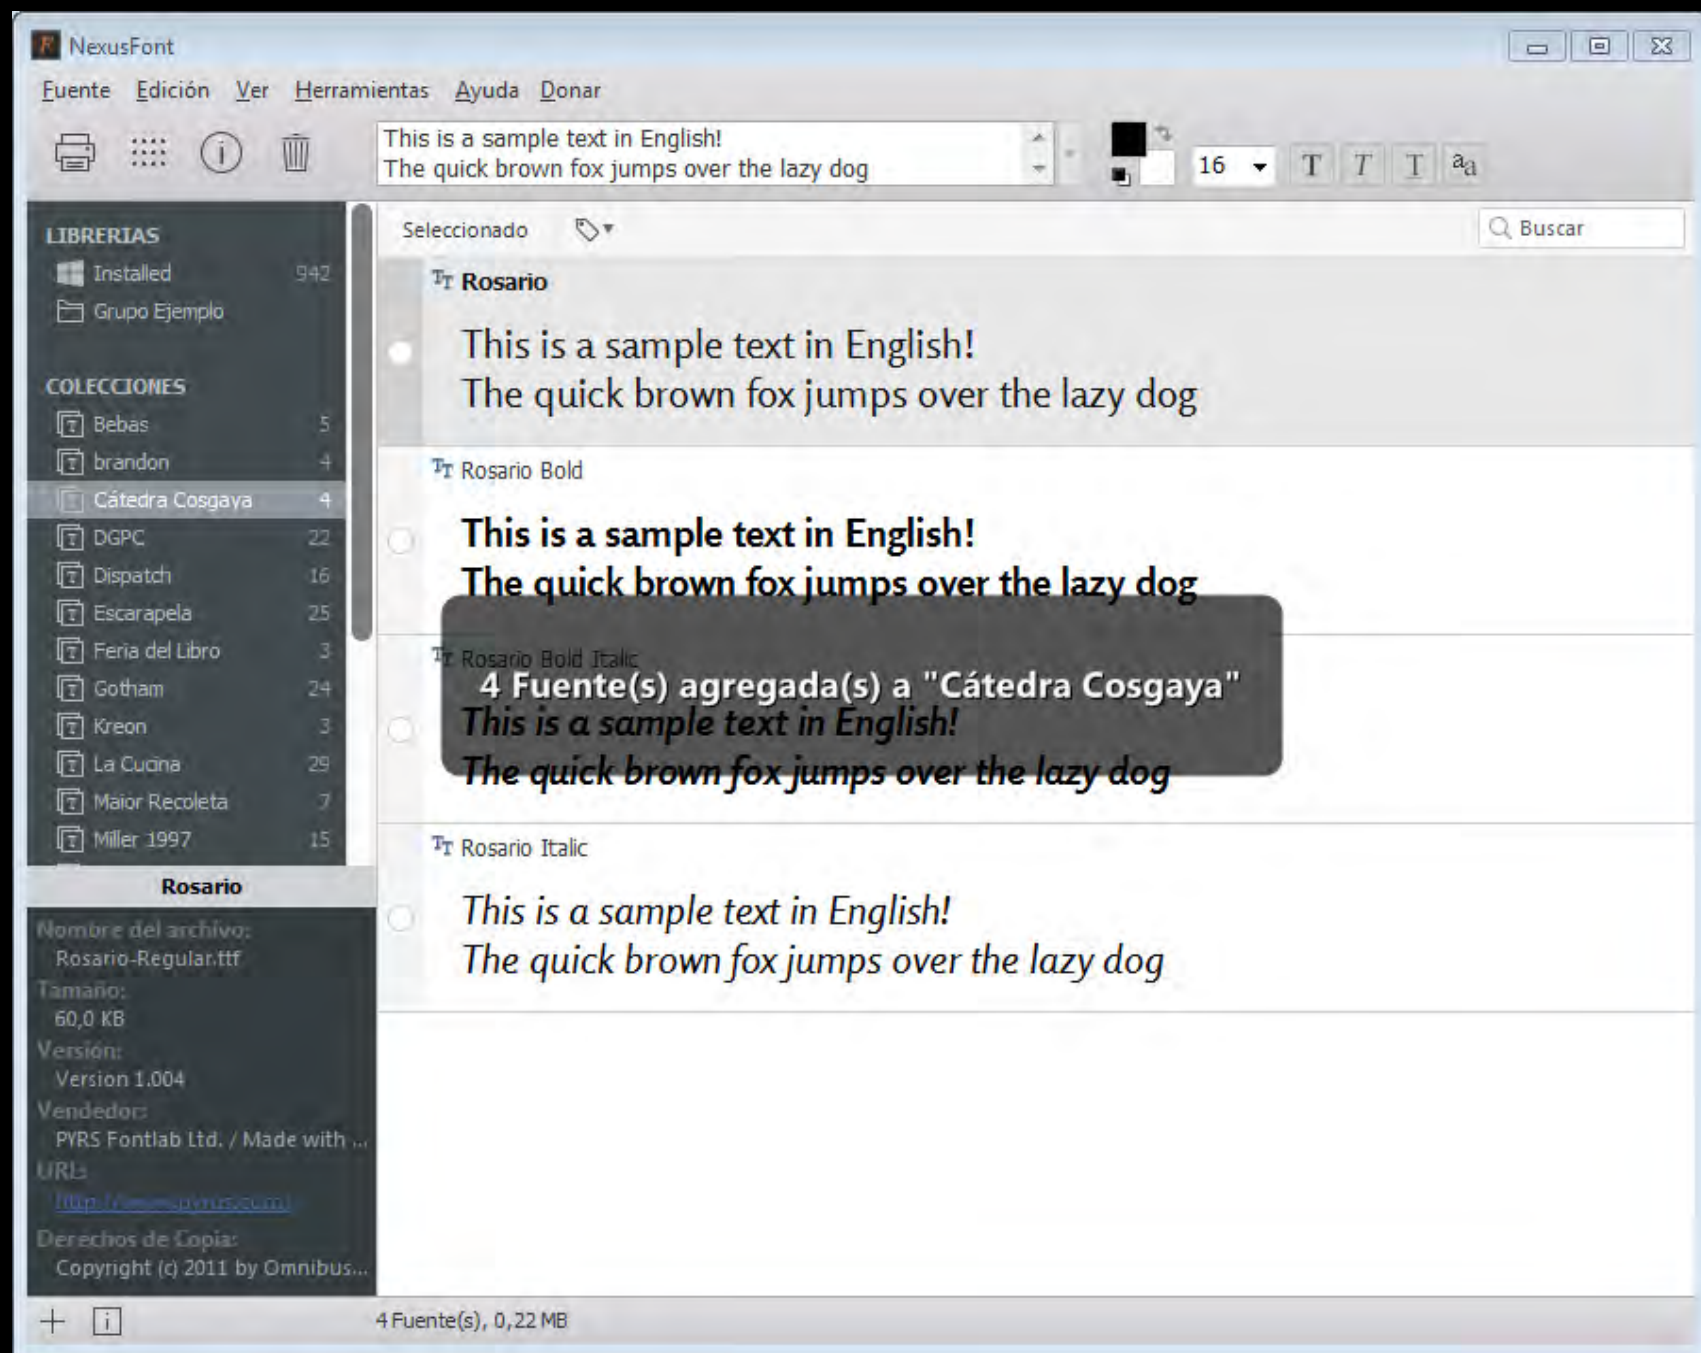 NexusFont
Fuente Edición Ver Herramientas Ayuda Donar
This is a sample text in English!
The quick brown fox jumps over the lazy dog
16 T T T aa
LIBRERIAS
Installed 942
Grupo Ejemplo
COLECCIONES
Bebas 5
brandon 4
Cátedra Cosgaya 4
DGPC 22
Dispatch 16
Escarapela 25
Feria del Libro 3
Gotham 24
Kreon 3
La Cucina 29
Maior Recoleta 7
Miller 1997 15
Rosario
Nombre del archivo:
Rosario-Regular.ttf
Tamaño:
60,0 KB
Versión:
Version 1.004
Vendedor:
PYRS Fontlab Ltd. / Made with ...
URL:
http://www.pyrus.com/
Derechos de Copia:
Copyright (c) 2011 by Omnibus...
Seleccionado
Buscar
Rosario
This is a sample text in English!
The quick brown fox jumps over the lazy dog
Rosario Bold
This is a sample text in English!
The quick brown fox jumps over the lazy dog
Rosario Bold Italic
4 Fuente(s) agregada(s) a "Cátedra Cosgaya"
This is a sample text in English!
The quick brown fox jumps over the lazy dog
Rosario Italic
This is a sample text in English!
The quick brown fox jumps over the lazy dog
4 Fuente(s), 0,22 MB